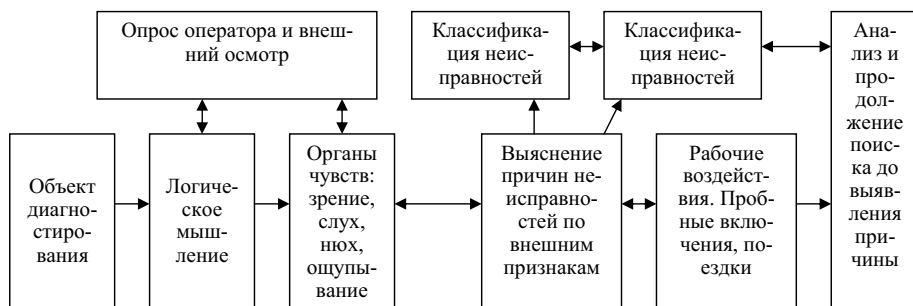 Опрос оператора и внеш-
ний осмотр
Классифика-
ция неис-
правностей
Классифика-
ция неис-
правностей
Ана-
лиз и
про-
дол-
жение
поис-
ка до
выяв-
ления
при-
чины
Объект
диагно-
стиро-
вания
Логиче-
ское
мыш-
ление
Органы
чувств:
зрение,
слух,
нюх,
ощупы-
вание
Выяснение
причин не-
исправно-
стей по
внешним
признакам
Рабочие
воздейст-
вия. Проб-
ные вклю-
чения, по-
ездки